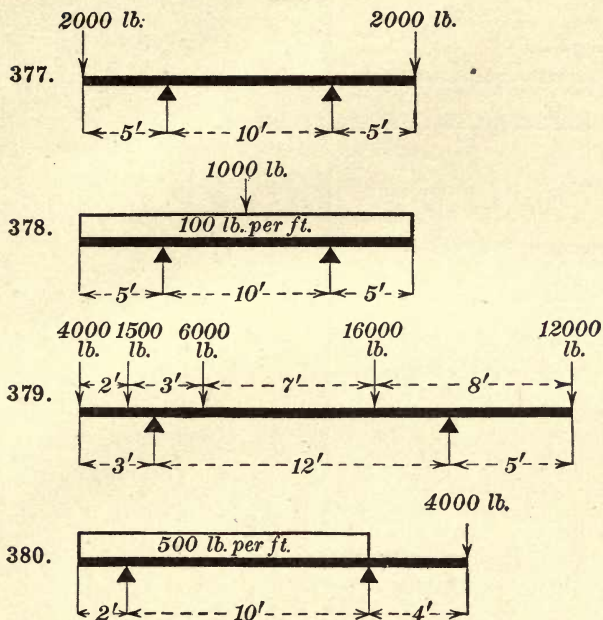 2000 lb. 2000 lb.
377.
5' 10' 5'
1000 lb.
378. 100 lb. per ft.
5' 10' 5'
4000 1500 6000 16000 12000
lb. lb. lb. lb. lb.
2' 3' 7' 8'
379.
3' 12' 5'
4000 lb.
380. 500 lb. per ft.
2' 10' 4'